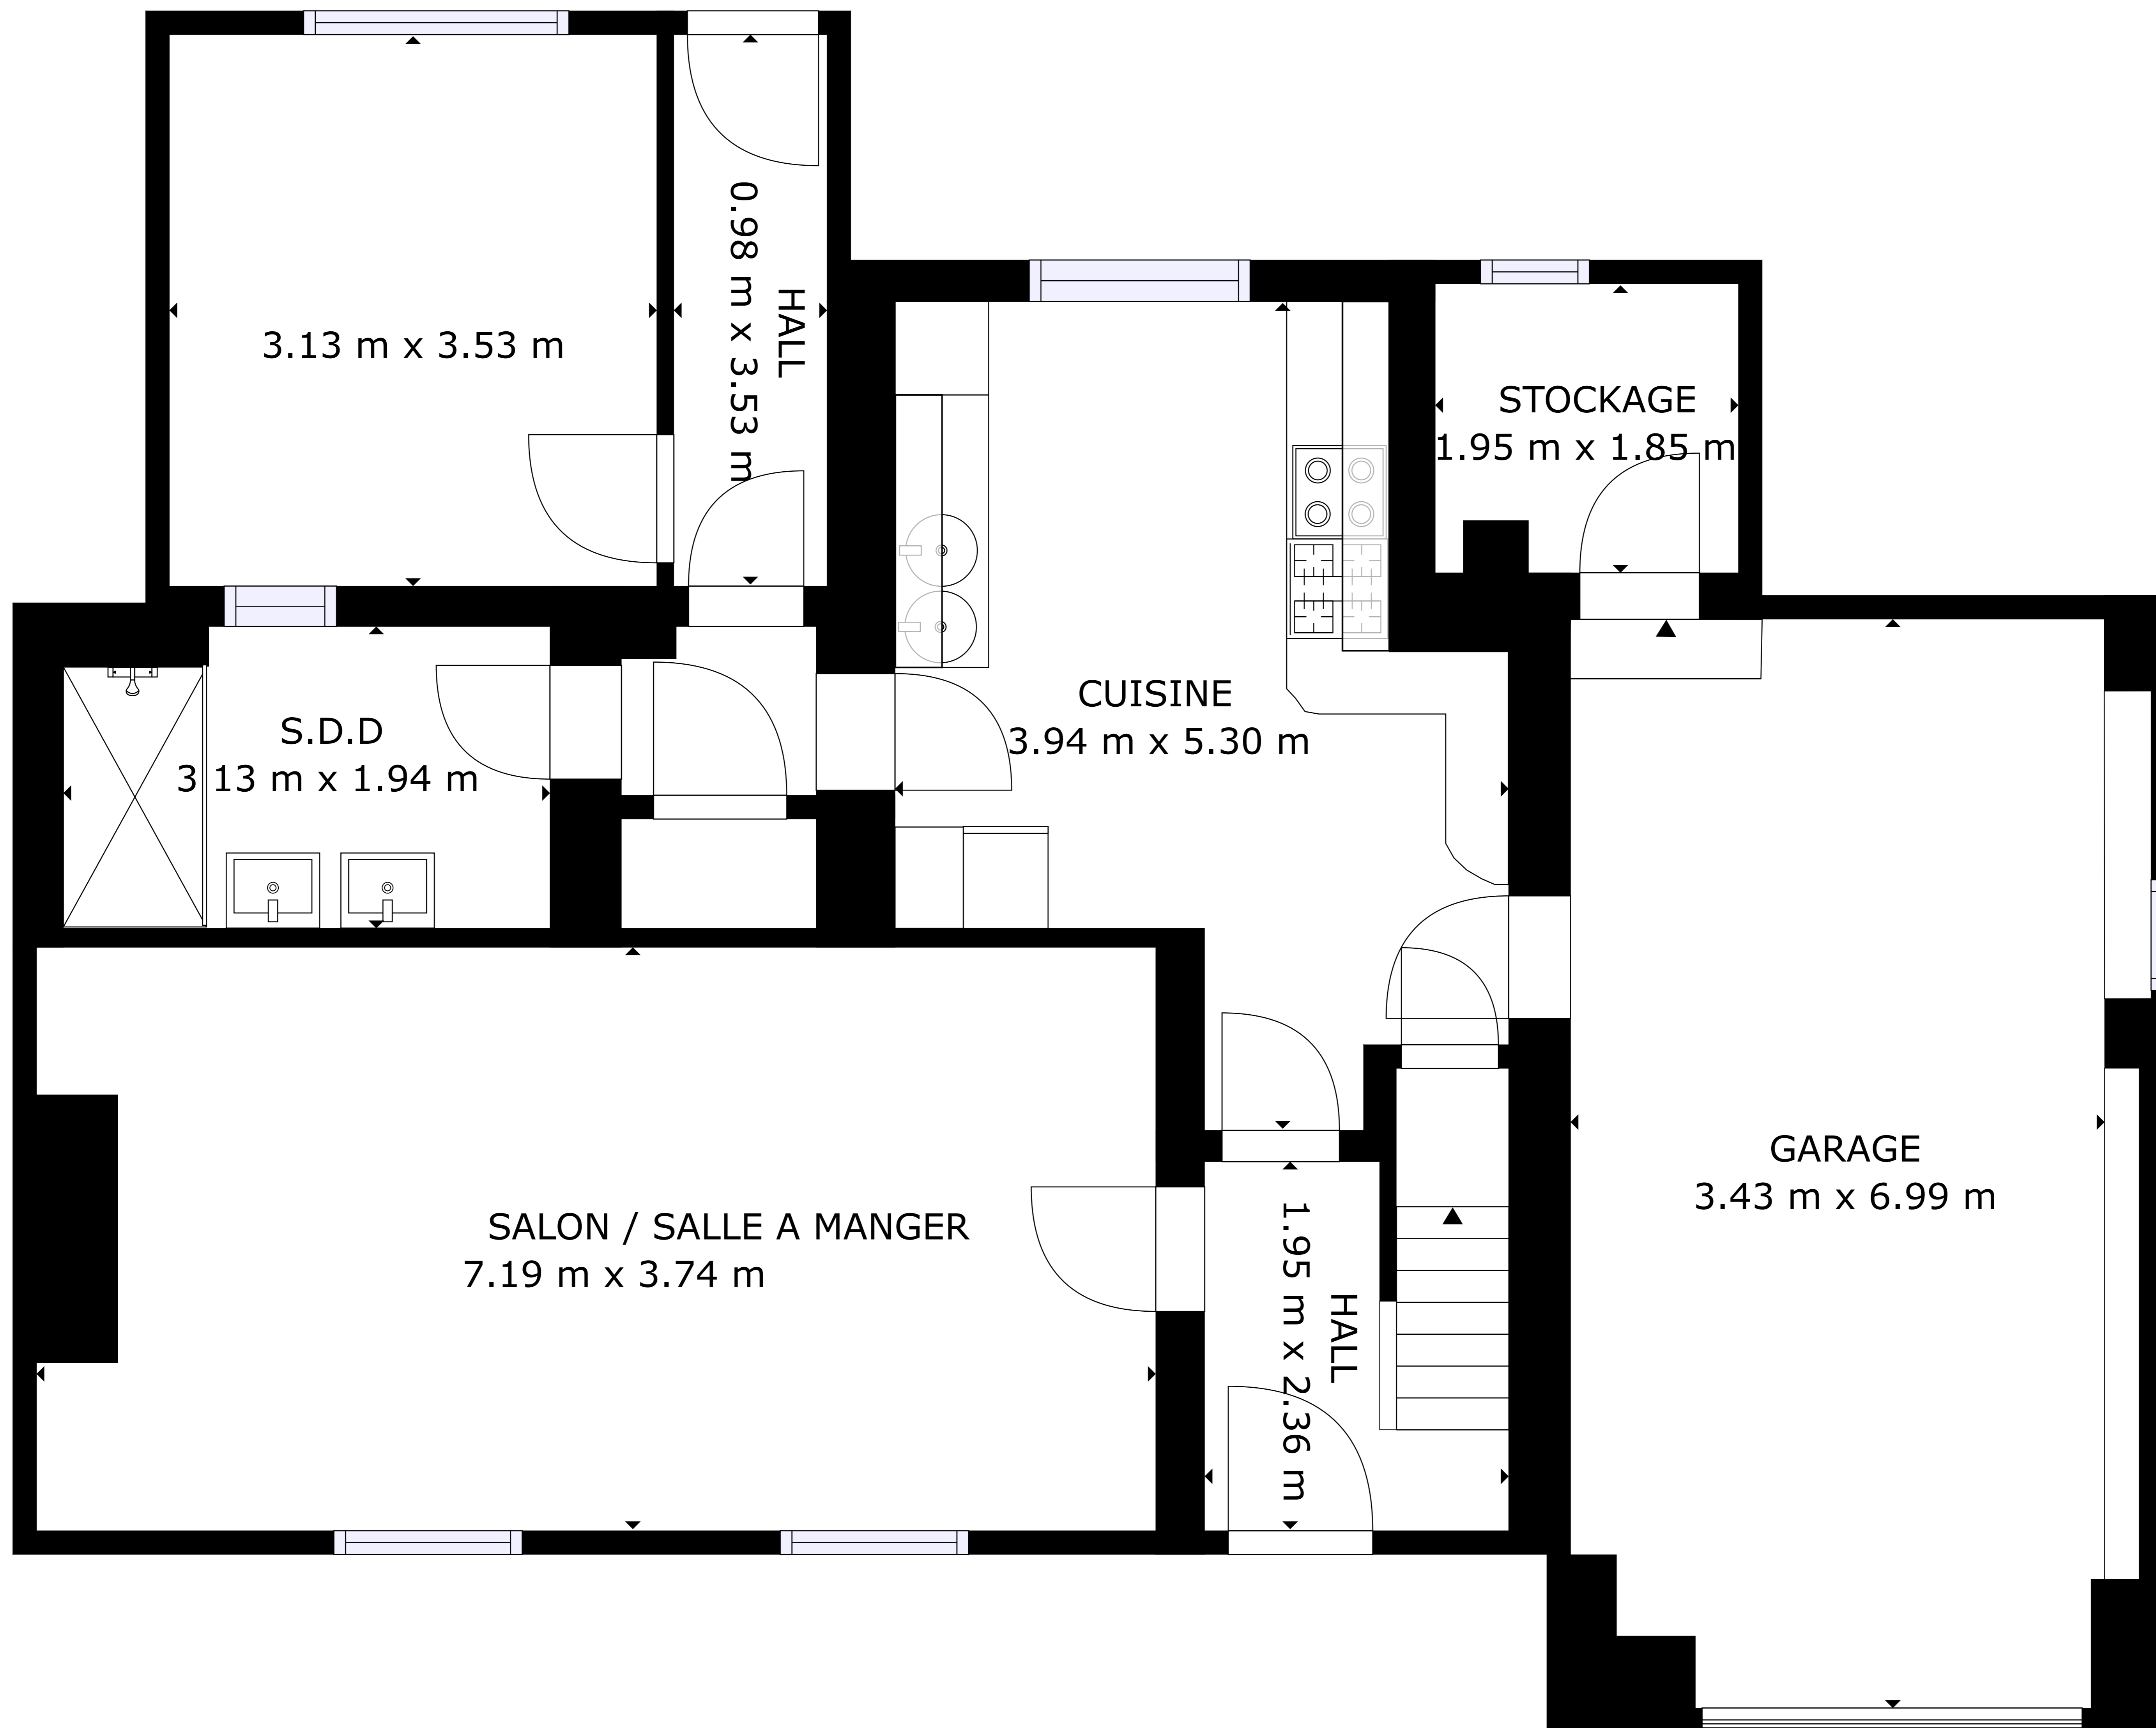 3.13 m x 3.53 m
HALL
0.98 m x 3.53 m
STOCKAGE
1.95 m x 1.85 m
CUISINE
3.94 m x 5.30 m
S.D.D
3 13 m x 1.94 m
GARAGE
3.43 m x 6.99 m
SALON / SALLE A MANGER
7.19 m x 3.74 m
HALL
1.95 m x 2.36 m